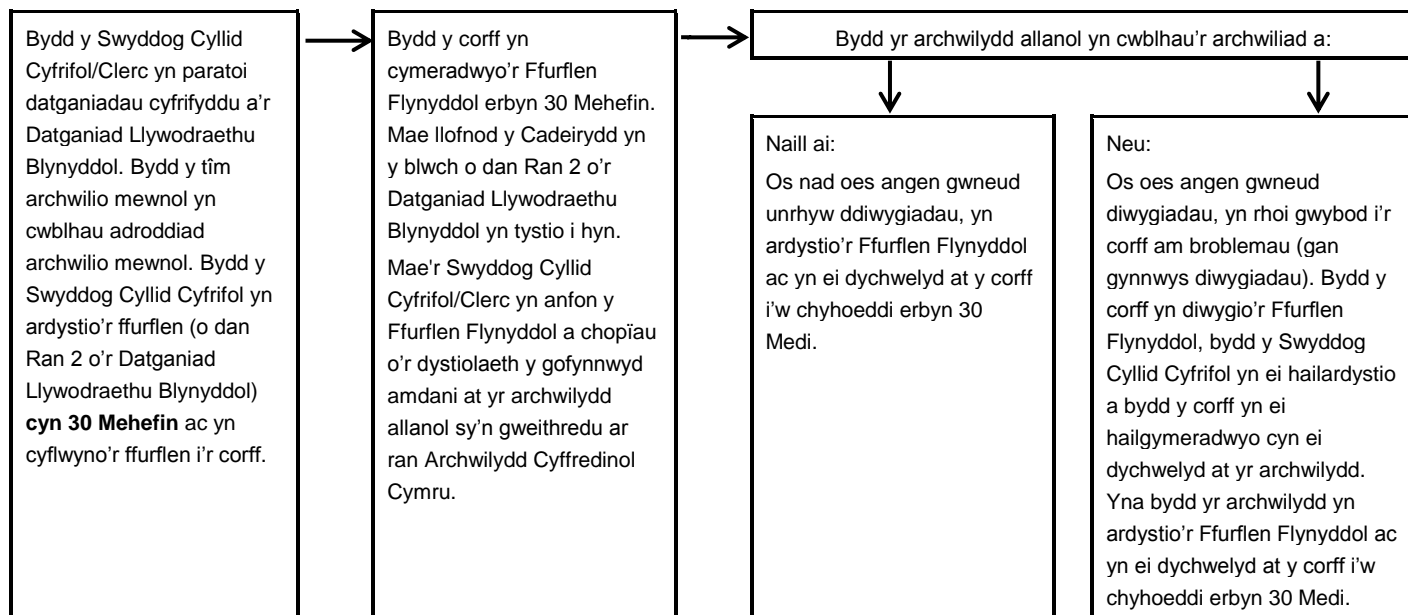 Bydd y Swyddog Cyllid
Cyfrifol/Clerc yn paratoi
datganiadau cyfrifyddu a'r
Datganiad Llywodraethu
Blynyddol. Bydd y tîm
archwilio mewnol yn
cwblhau adroddiad
archwilio mewnol. Bydd y
Swyddog Cyllid Cyfrifol yn
ardystio'r ffurflen (o dan
Ran 2 o'r Datganiad
Llywodraethu Blynyddol)
cyn 30 Mehefin ac yn
cyflwyno'r ffurflen i'r corff.
Bydd y corff yn
cymeradwyo'r Ffurflen
Flynyddol erbyn 30 Mehefin.
Mae llofnod y Cadeirydd yn
y blwch o dan Ran 2 o'r
Datganiad Llywodraethu
Blynyddol yn tystio i hyn.
Mae'r Swyddog Cyllid
Cyfrifol/Clerc yn anfon y
Ffurflen Flynyddol a chopïau
o'r dystiolaeth y gofynnwyd
amdani at yr archwilydd
allanol sy'n gweithredu ar
ran Archwilydd Cyffredinol
Cymru.
Bydd yr archwilydd allanol yn cwblhau'r archwiliad a:
Naill ai:
Os nad oes angen gwneud
unrhyw ddiwygiadau, yn
ardystio'r Ffurflen Flynyddol
ac yn ei dychwelyd at y corff
i'w chyhoeddi erbyn 30
Medi.
Neu:
Os oes angen gwneud
diwygiadau, yn rhoi gwybod i'r
corff am broblemau (gan
gynnwys diwygiadau). Bydd y
corff yn diwygio'r Ffurflen
Flynyddol, bydd y Swyddog
Cyllid Cyfrifol yn ei hailardystio
a bydd y corff yn ei
hailgymeradwyo cyn ei
dychwelyd at yr archwilydd.
Yna bydd yr archwilydd yn
ardystio'r Ffurflen Flynyddol ac
yn ei dychwelyd at y corff i'w
chyhoeddi erbyn 30 Medi.